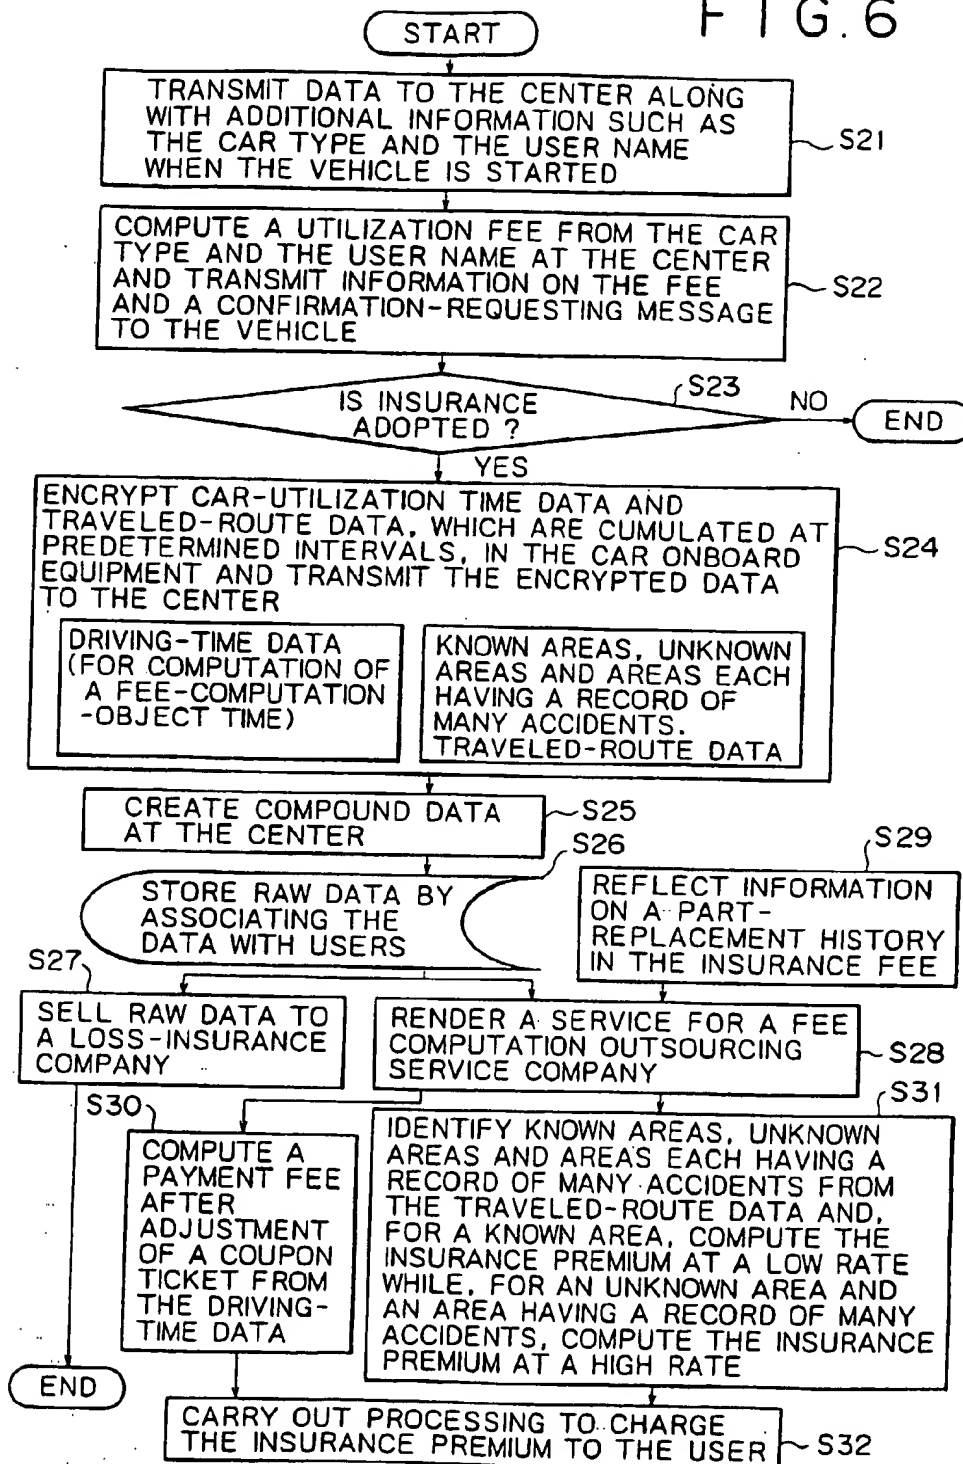 FIG.6
START
TRANSMIT DATA TO THE CENTER ALONG
WITH ADDITIONAL INFORMATION SUCH AS
THE CAR TYPE AND THE USER NAME
WHEN THE VEHICLE IS STARTED
S21
COMPUTE A UTILIZATION FEE FROM THE CAR
TYPE AND THE USER NAME AT THE CENTER
AND TRANSMIT INFORMATION ON THE FEE
AND A CONFIRMATION-REQUESTING MESSAGE
TO THE VEHICLE
S22
S23
IS INSURANCE
ADOPTED ?
NO
END
YES
ENCRYPT CAR-UTILIZATION TIME DATA AND
TRAVELED-ROUTE DATA, WHICH ARE CUMULATED AT
PREDETERMINED INTERVALS, IN THE CAR ONBOARD
EQUIPMENT AND TRANSMIT THE ENCRYPTED DATA
TO THE CENTER
S24
DRIVING-TIME DATA
(FOR COMPUTATION OF
A FEE-COMPUTATION
-OBJECT TIME)
KNOWN AREAS, UNKNOWN
AREAS AND AREAS EACH
HAVING A RECORD OF
MANY ACCIDENTS.
TRAVELED-ROUTE DATA
CREATE COMPOUND DATA
AT THE CENTER
S25
S26
STORE RAW DATA BY
ASSOCIATING THE
DATA WITH USERS
S29
REFLECT INFORMATION
ON A PART-
REPLACEMENT HISTORY
IN THE INSURANCE FEE
S27
SELL RAW DATA TO
A LOSS-INSURANCE
COMPANY
RENDER A SERVICE FOR A FEE
COMPUTATION OUTSOURCING
SERVICE COMPANY
S28
S30
COMPUTE A
PAYMENT FEE
AFTER
ADJUSTMENT
OF A COUPON
TICKET FROM
THE DRIVING-
TIME DATA
S31
IDENTIFY KNOWN AREAS, UNKNOWN
AREAS AND AREAS EACH HAVING A
RECORD OF MANY ACCIDENTS FROM
THE TRAVELED-ROUTE DATA AND,
FOR A KNOWN AREA, COMPUTE THE
INSURANCE PREMIUM AT A LOW RATE
WHILE, FOR AN UNKNOWN AREA AND
AN AREA HAVING A RECORD OF MANY
ACCIDENTS, COMPUTE THE INSURANCE
PREMIUM AT A HIGH RATE
END
CARRY OUT PROCESSING TO CHARGE
THE INSURANCE PREMIUM TO THE USER
S32